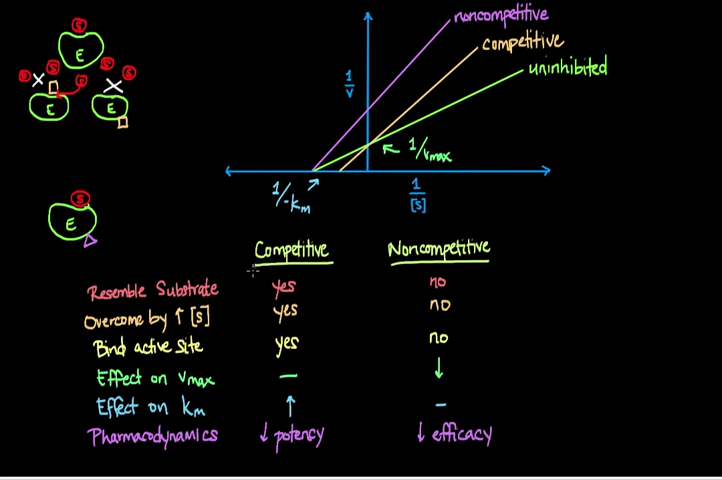 noncompetitive
competitive
uninhibited
1/v
1/vmax
1/-km
1/[s]
S
E
S
S
S
S
S
E
E
S
E
Competitive Noncompetitive
Resemble Substrate yes no
Overcome by ↑ [s] yes no
Bind active site yes no
Effect on vmax — ↓
Effect on km ↑ –
Pharmacodynamics ↓ potency ↓ efficacy